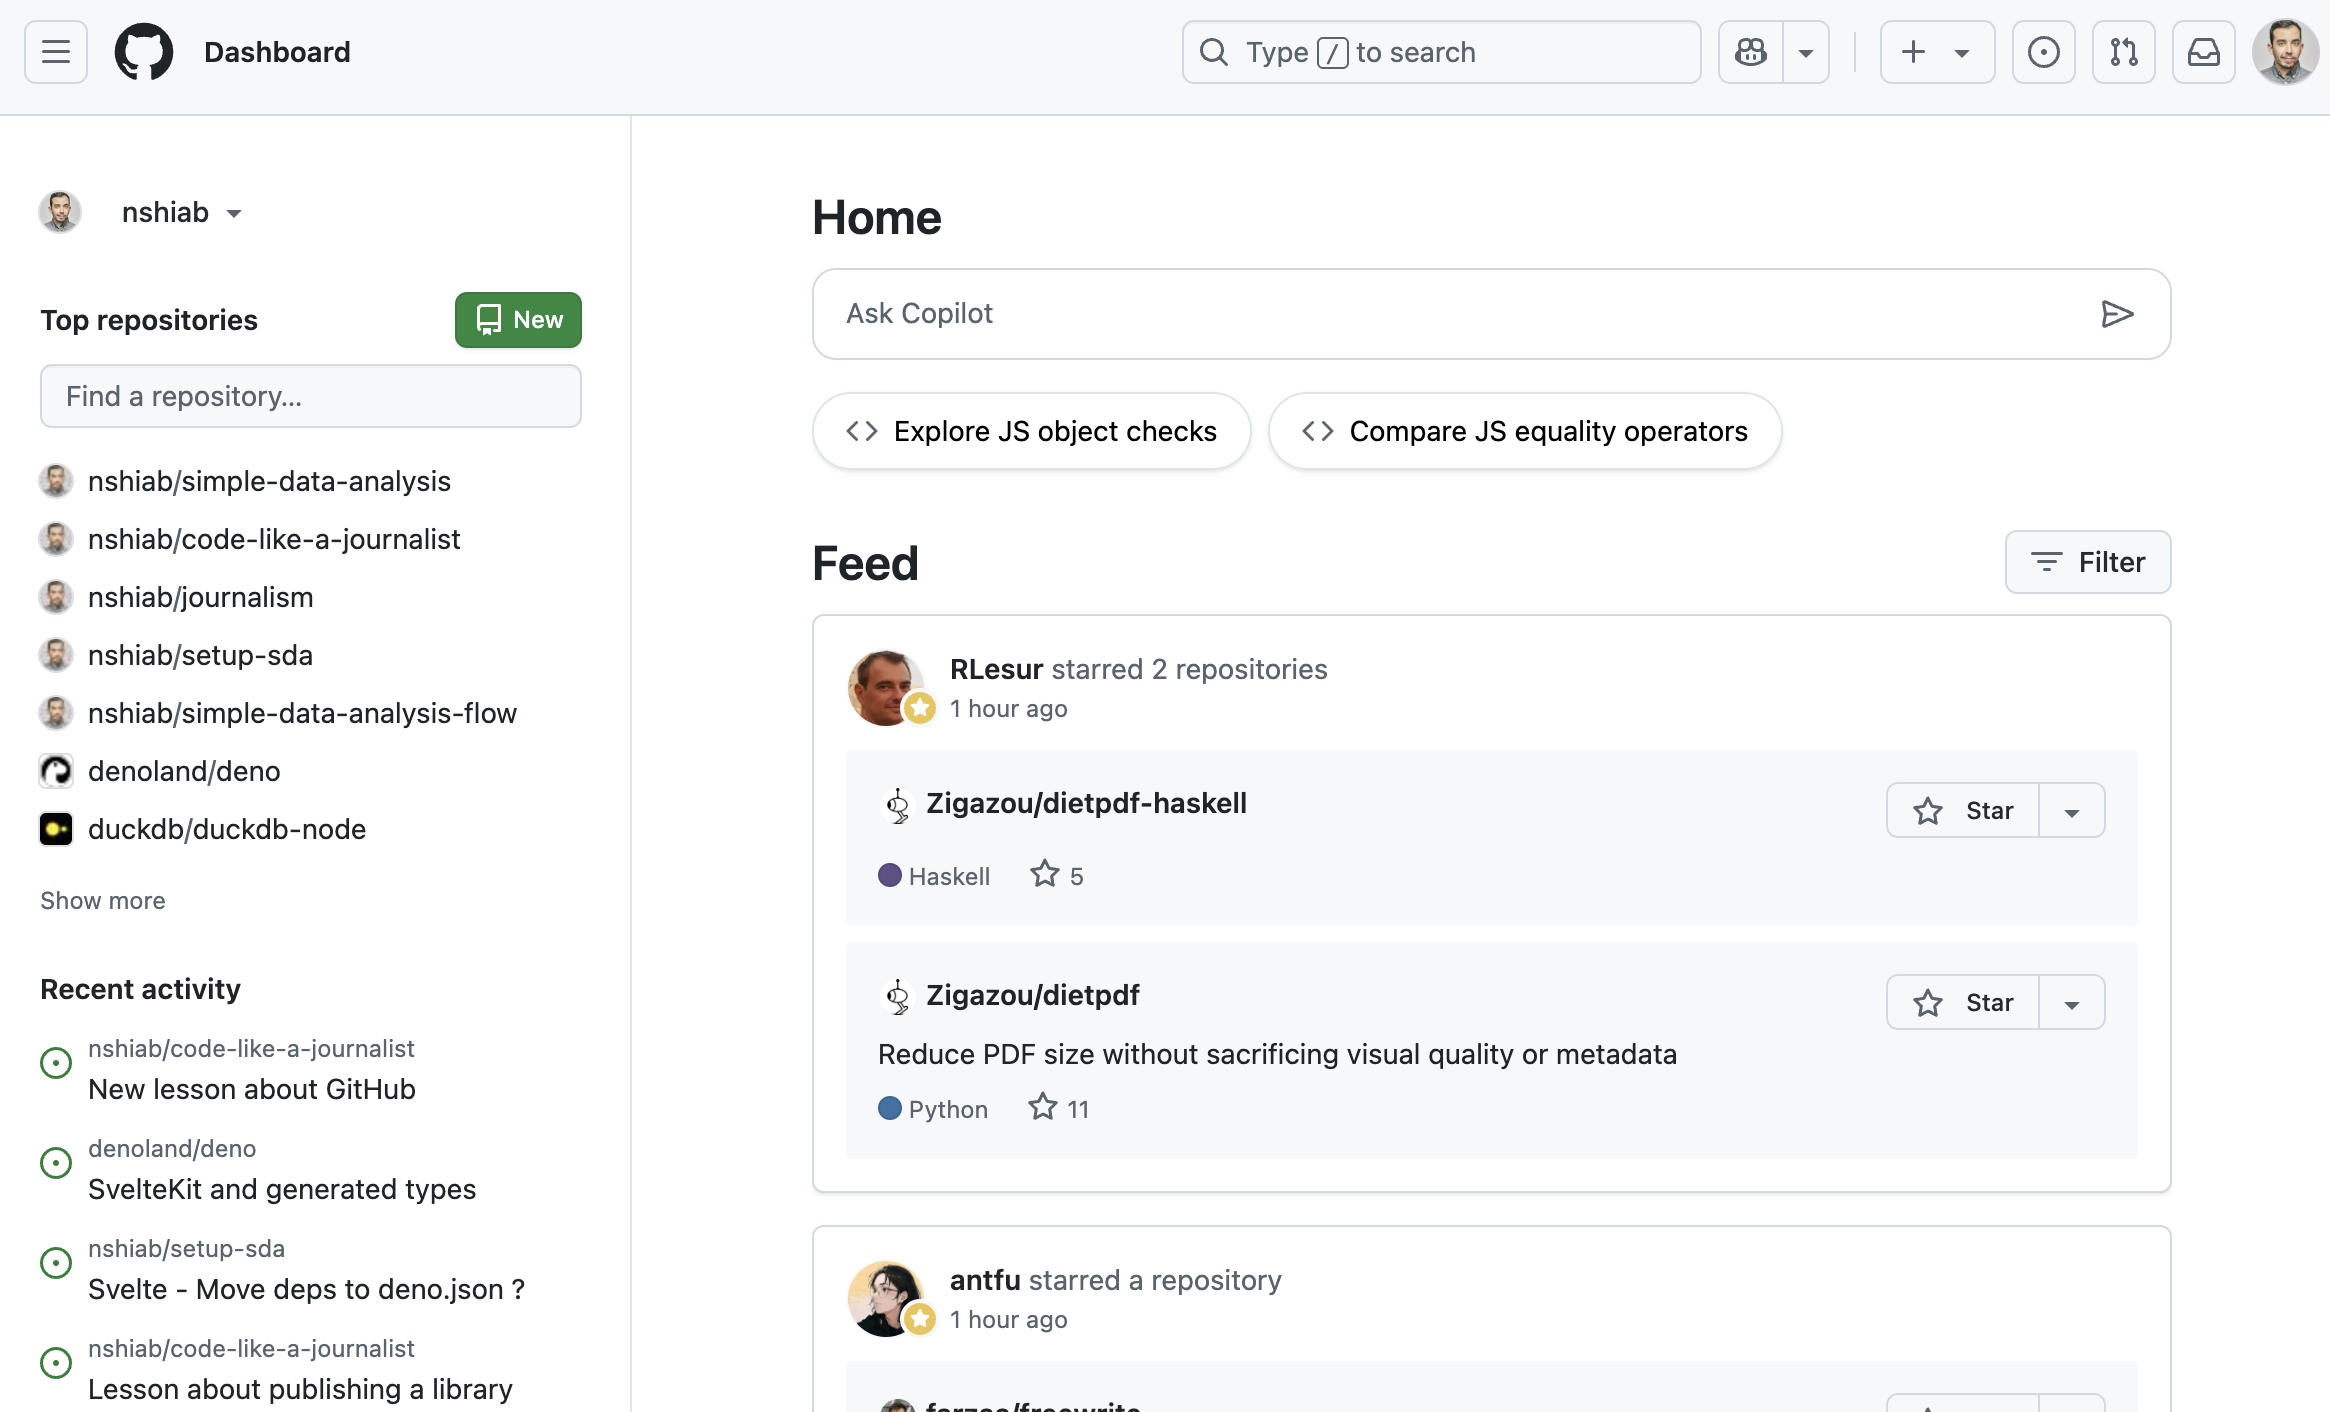 Dashboard
Type / to search
nshiab
Top repositories
New
Find a repository...
nshiab/simple-data-analysis
nshiab/code-like-a-journalist
nshiab/journalism
nshiab/setup-sda
nshiab/simple-data-analysis-flow
denoland/deno
duckdb/duckdb-node
Show more
Recent activity
nshiab/code-like-a-journalist
New lesson about GitHub
denoland/deno
SvelteKit and generated types
nshiab/setup-sda
Svelte - Move deps to deno.json ?
nshiab/code-like-a-journalist
Lesson about publishing a library
Home
Ask Copilot
Explore JS object checks
Compare JS equality operators
Feed
Filter
RLesur starred 2 repositories
1 hour ago
Zigazou/dietpdf-haskell
Star
Haskell 5
Zigazou/dietpdf
Star
Reduce PDF size without sacrificing visual quality or metadata
Python 11
antfu starred a repository
1 hour ago